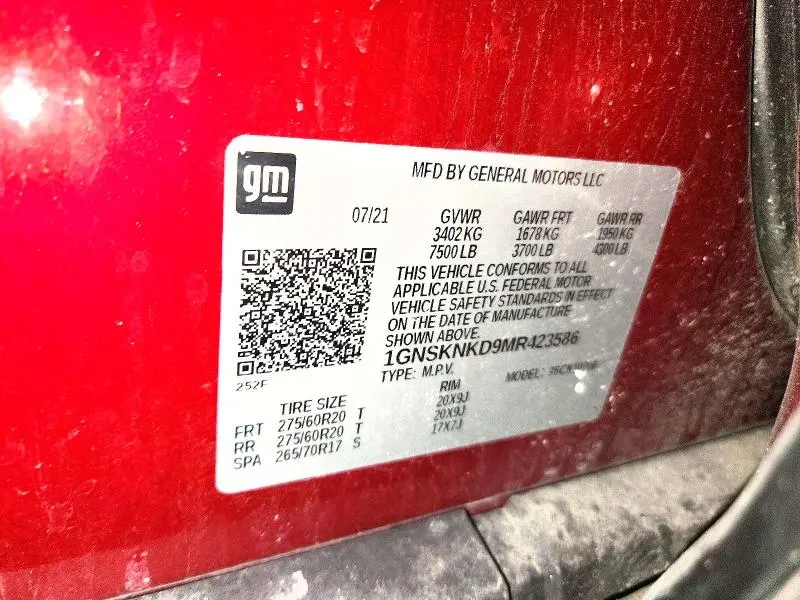 gm
MFD BY GENERAL MOTORS LLC
07/21 GVWR GAWR FRT GAWR RR
3402 KG 1678 KG 1950 KG
7500 LB 3700 LB 4300 LB
THIS VEHICLE CONFORMS TO ALL
APPLICABLE U.S. FEDERAL MOTOR
VEHICLE SAFETY STANDARDS IN EFFECT
ON THE DATE OF MANUFACTURE
SHOWN ABOVE.
1GNSKNKD9MR423586
TYPE: M.P.V. MODEL:
252F
TIRE SIZE RIM
FRT 275/60R20 T 20X9J
RR 275/60R20 T 20X9J
SPA 265/70R17 S 17X7J